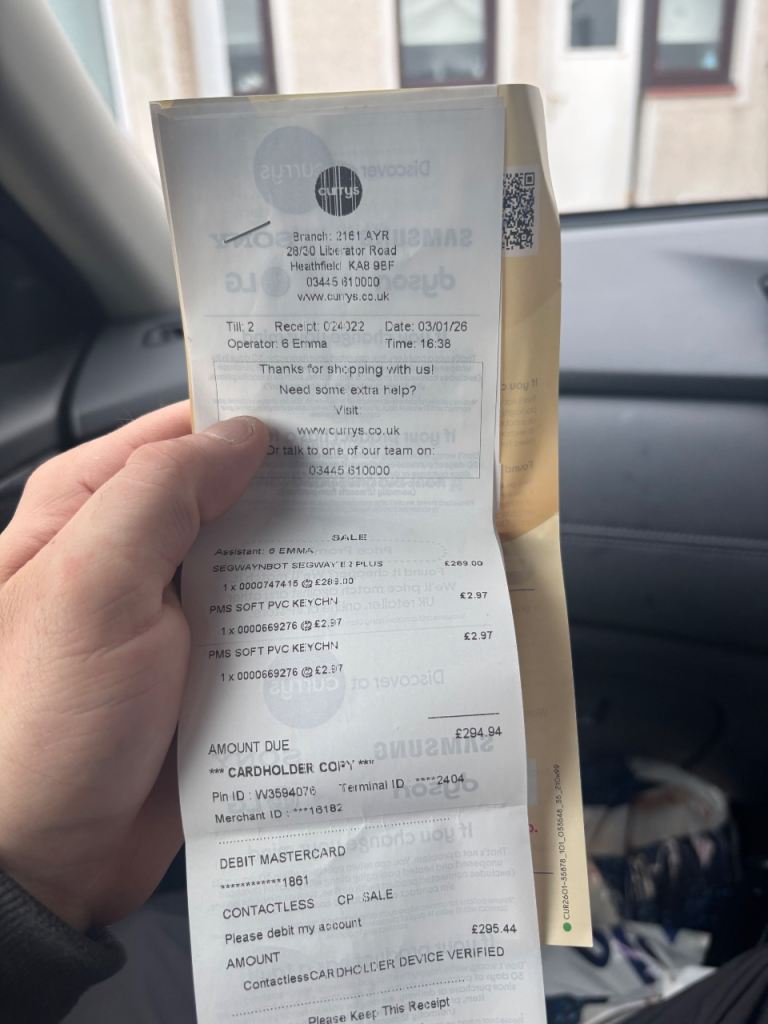 currys
Branch: 2161 AYR
28/30 Liberator Road
Heathfield KA8 9BF
03445 610000
www.currys.co.uk
Till: 2 Receipt: 024022 Date: 03/01/26
Operator: 6 Emma Time: 16:38
Thanks for shopping with us!
Need some extra help?
Visit:
www.currys.co.uk
Or talk to one of our team on:
03445 610000
SALE
Assistant: 6 EMMA
SEGWAYNBOT SEGWAY E2 PLUS £289.00
1 x 0000747415 @ £289.00
PMS SOFT PVC KEYCHN £2.97
1 x 0000669276 @ £2.97
PMS SOFT PVC KEYCHN £2.97
1 x 0000669276 @ £2.97
AMOUNT DUE £294.94
*** CARDHOLDER COPY ***
Pin ID : W3594076 Terminal ID : ****2404
Merchant ID : ***16182
DEBIT MASTERCARD
************1861
CONTACTLESS CP SALE
Please debit my account
AMOUNT £295.44
Contactless CARDHOLDER DEVICE VERIFIED
Please Keep This Receipt